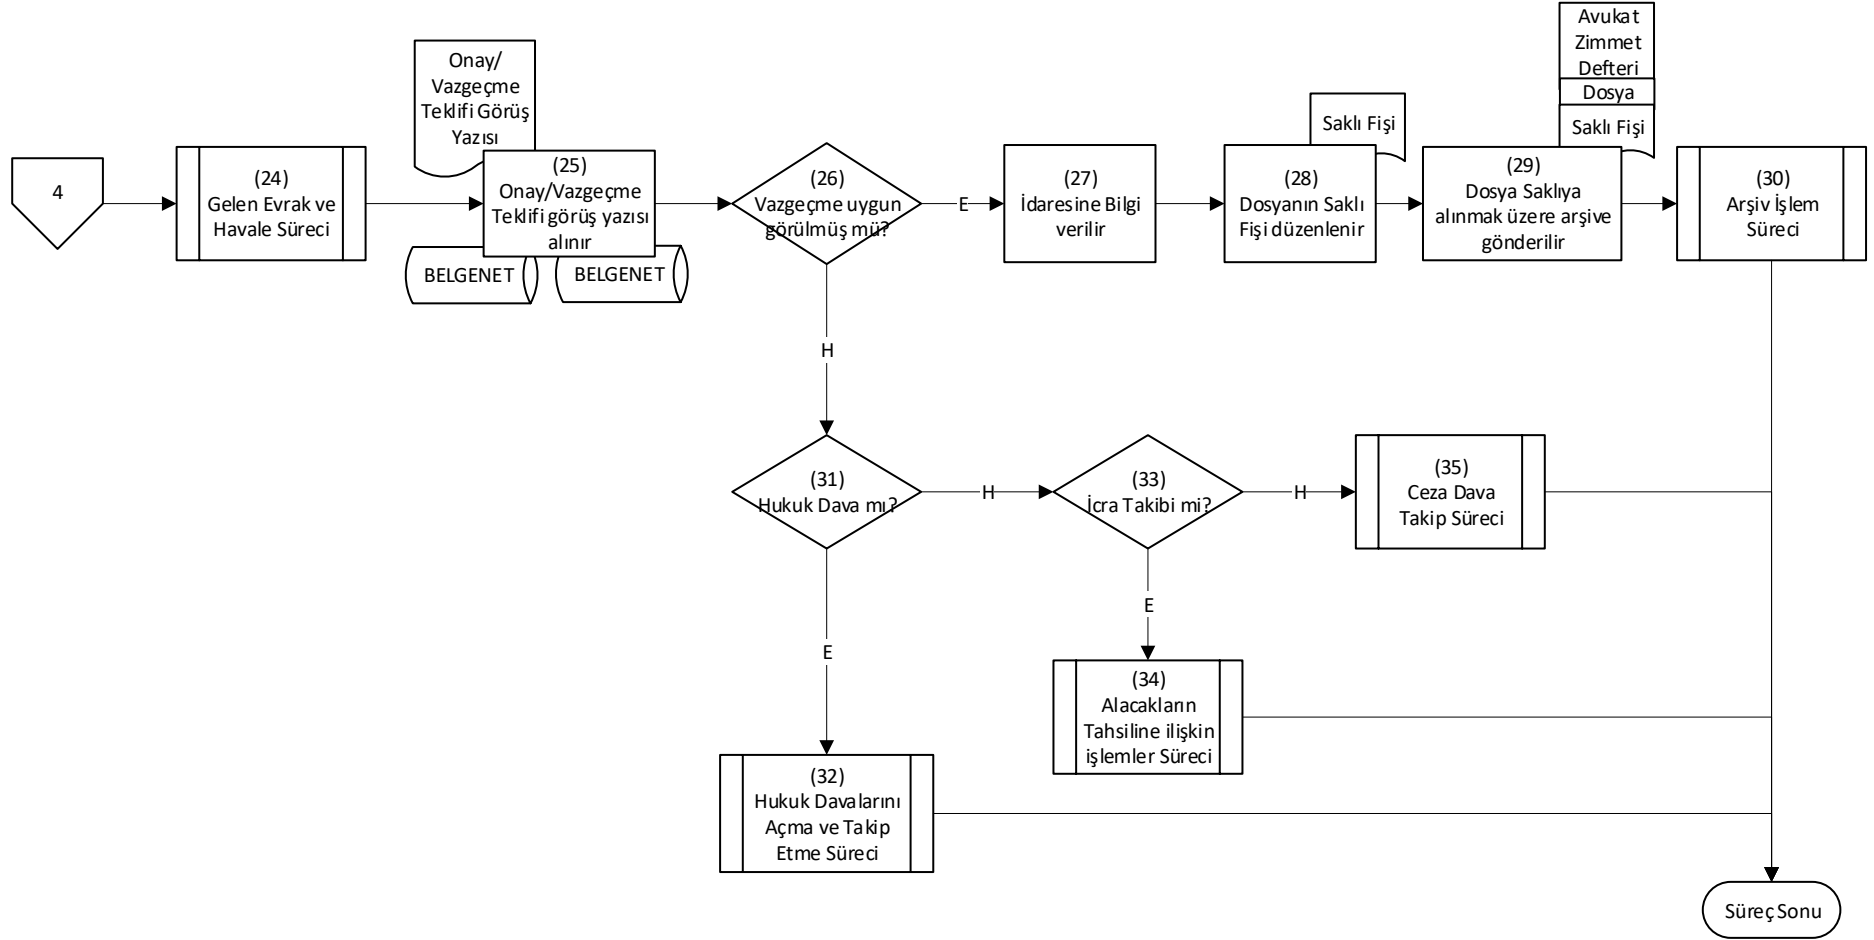 4
(24)
Gelen Evrak ve
Havale Süreci
Onay/
Vazgeçme
Teklifi Görüş
Yazısı
(25)
Onay/Vazgeçme
Teklifi görüş yazısı
alınır
BELGENET
BELGENET
(26)
Vazgeçme uygun
görülmüş mü?
E
(27)
İdaresine Bilgi
verilir
Saklı Fişi
(28)
Dosyanın Saklı
Fişi düzenlenir
Avukat
Zimmet
Defteri
Dosya
Saklı Fişi
(29)
Dosya Saklıya
alınmak üzere arşive
gönderilir
(30)
Arşiv İşlem
Süreci
H
(31)
Hukuk Dava mı?
H
(33)
İcra Takibi mi?
H
(35)
Ceza Dava
Takip Süreci
E
E
(34)
Alacakların
Tahsiline ilişkin
işlemler Süreci
(32)
Hukuk Davalarını
Açma ve Takip
Etme Süreci
Süreç Sonu